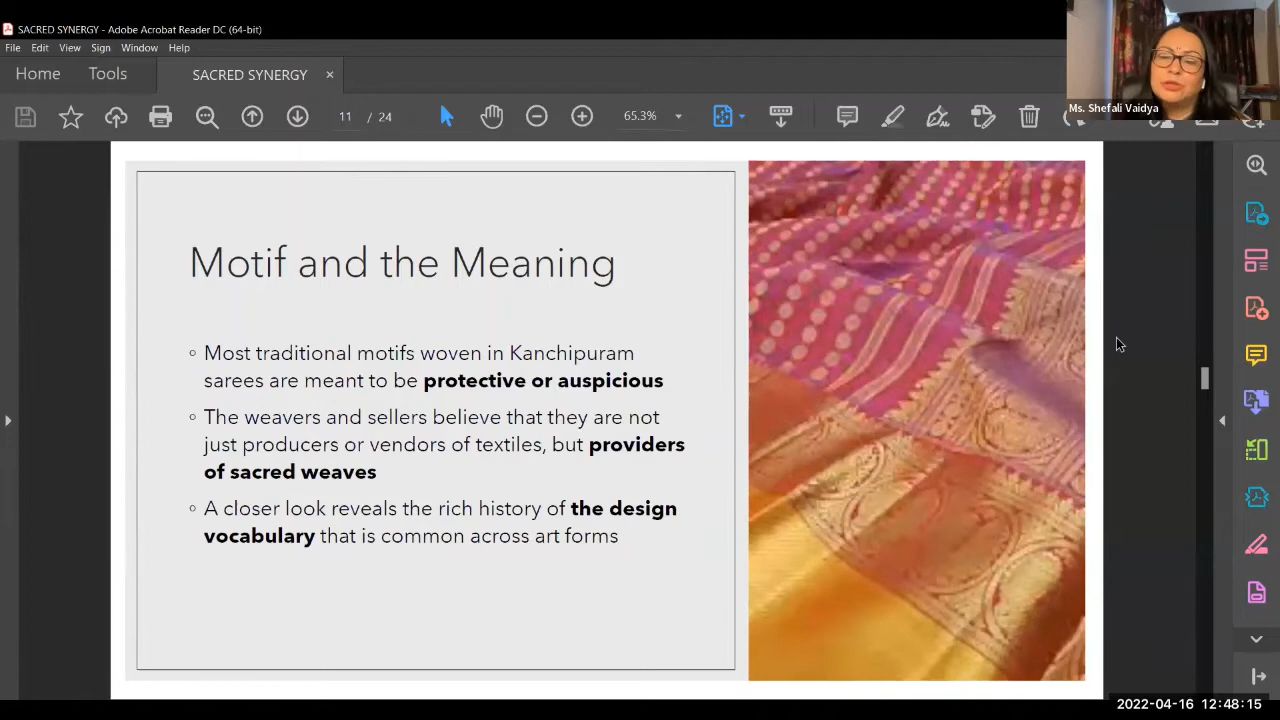 SACRED SYNERGY - Adobe Acrobat Reader DC (64-bit)
File Edit View Sign Window Help
Home Tools SACRED SYNERGY ×
11 / 24 65.3%
Ms. Shefali Vaidya
Motif and the Meaning
Most traditional motifs woven in Kanchipuram
sarees are meant to be protective or auspicious
The weavers and sellers believe that they are not
just producers or vendors of textiles, but providers
of sacred weaves
A closer look reveals the rich history of the design
vocabulary that is common across art forms
2022-04-16 12:48:15